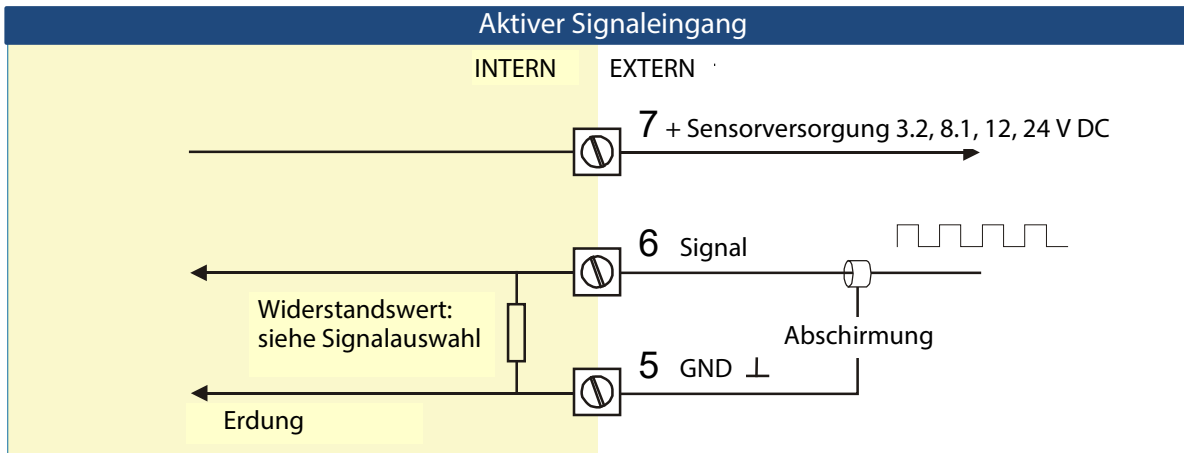 Aktiver Signaleingang
INTERN EXTERN
7 + Sensorversorgung 3.2, 8.1, 12, 24 V DC
6 Signal
Widerstandswert:
siehe Signalauswahl
Abschirmung
5 GND ⊥
Erdung